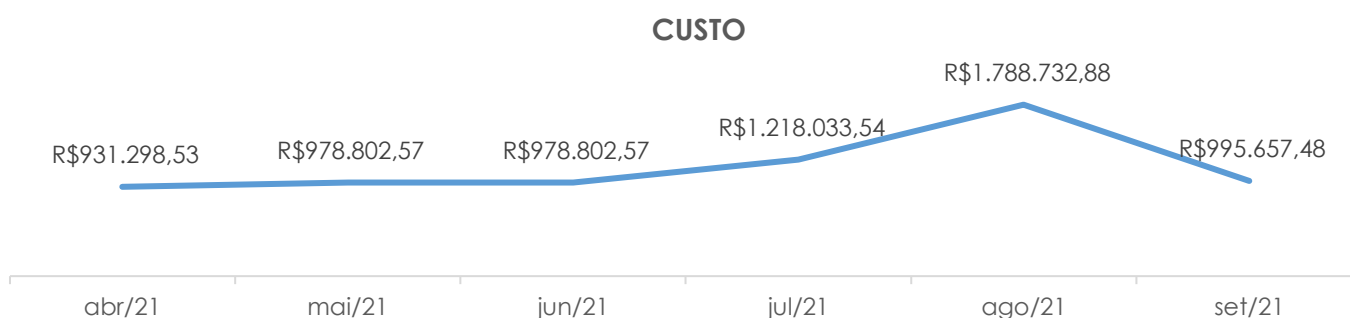 CUSTO
R$1.788.732,88
R$1.218.033,54
R$931.298,53 R$978.802,57 R$978.802,57 R$995.657,48
abr/21 mai/21 jun/21 jul/21 ago/21 set/21